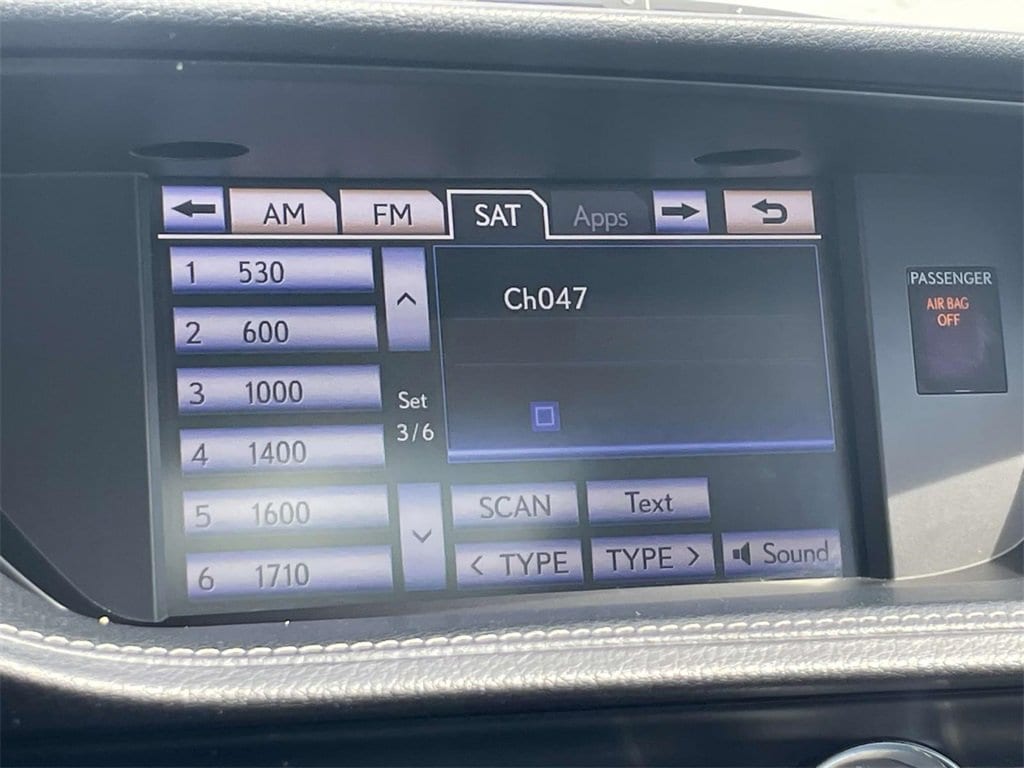 AM FM SAT Apps
1 530
2 600
3 1000
4 1400
5 1600
6 1710
Set
3/6
Ch047
SCAN Text
< TYPE TYPE > Sound
PASSENGER
AIR BAG
OFF